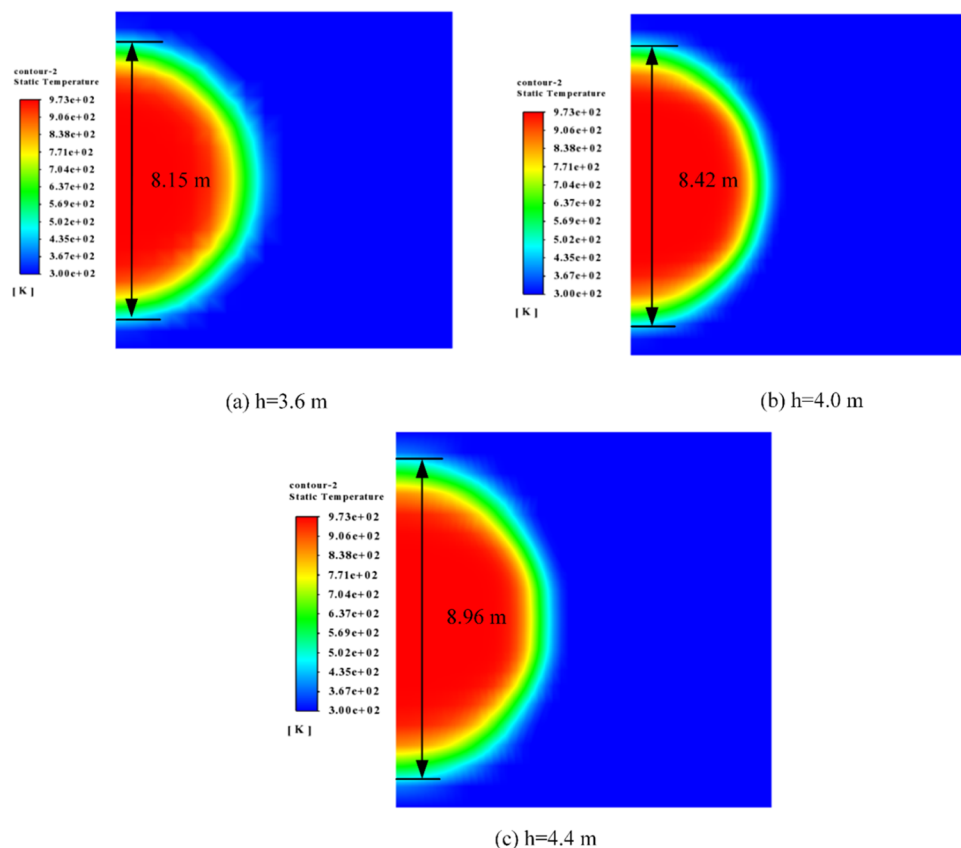 contour-2
Static Temperature
9.73e+02
9.06e+02
8.38e+02
7.71e+02
7.04e+02
6.37e+02
5.69e+02
5.02e+02
4.35e+02
3.67e+02
3.00e+02
[ K ]
8.15 m
(a) h=3.6 m
contour-2
Static Temperature
9.73e+02
9.06e+02
8.38e+02
7.71e+02
7.04e+02
6.37e+02
5.69e+02
5.02e+02
4.35e+02
3.67e+02
3.00e+02
[ K ]
8.42 m
(b) h=4.0 m
contour-2
Static Temperature
9.73e+02
9.06e+02
8.38e+02
7.71e+02
7.04e+02
6.37e+02
5.69e+02
5.02e+02
4.35e+02
3.67e+02
3.00e+02
[ K ]
8.96 m
(c) h=4.4 m